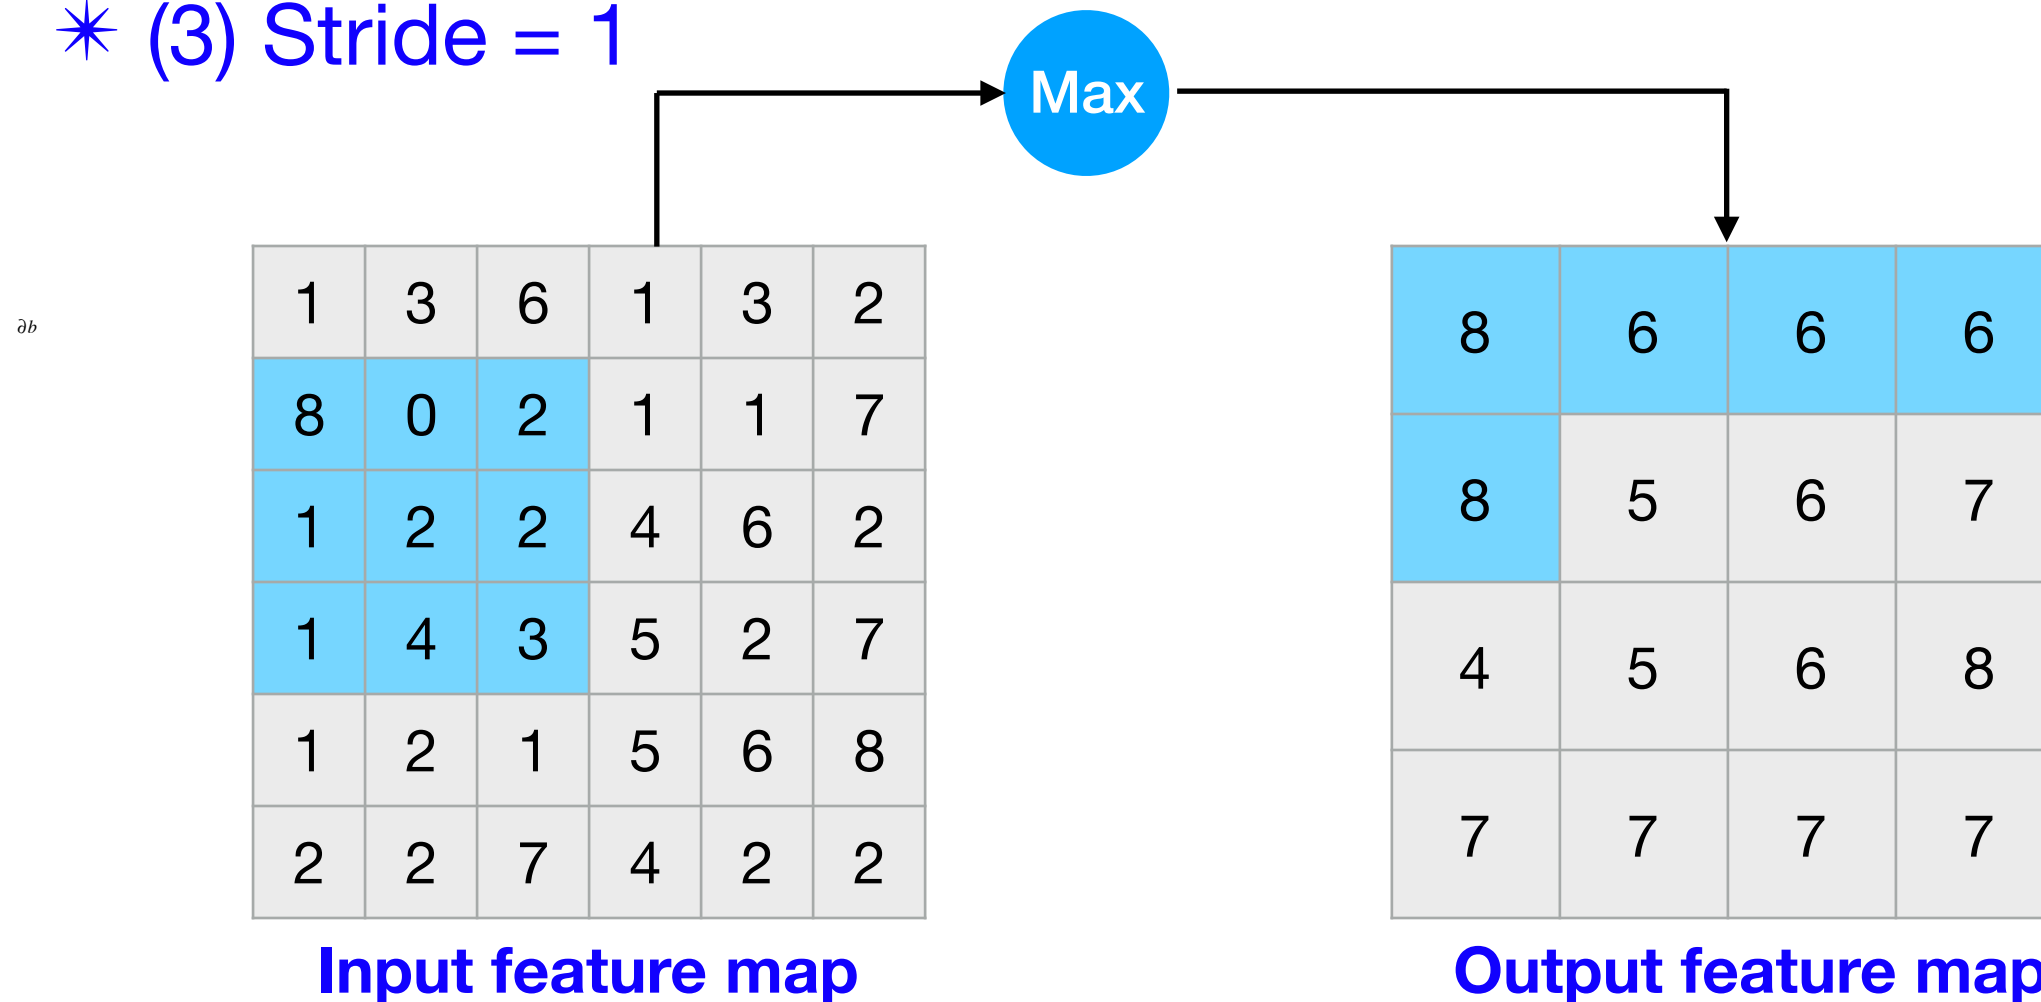 ✴ (3) Stride = 1
Max
∂b
1 3 6 1 3 2
8 0 2 1 1 7
1 2 2 4 6 2
1 4 3 5 2 7
1 2 1 5 6 8
2 2 7 4 2 2
Input feature map
8 6 6 6
8 5 6 7
4 5 6 8
7 7 7 7
Output feature map